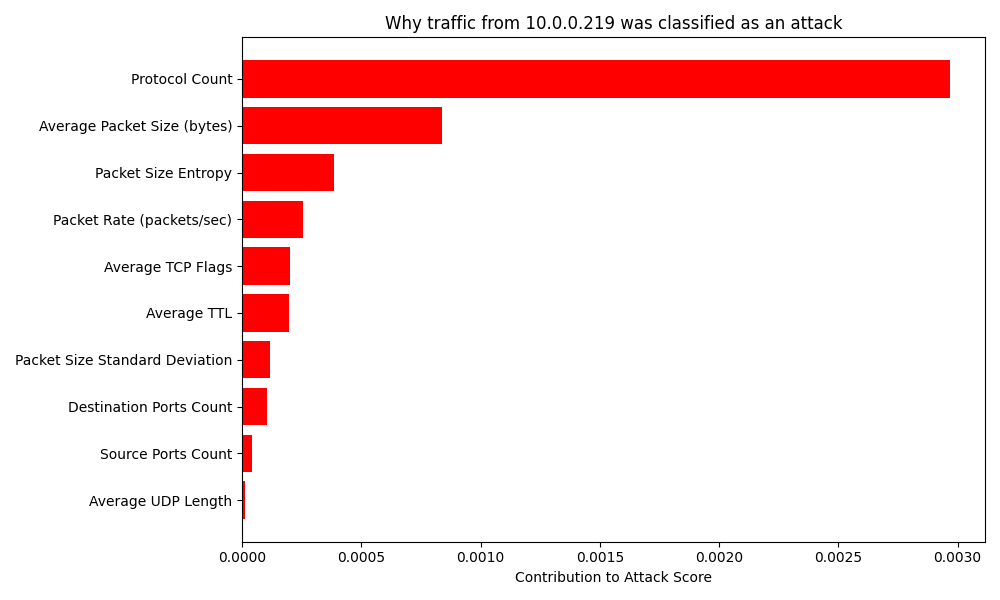 Why traffic from 10.0.0.219 was classified as an attack
Protocol Count
Average Packet Size (bytes)
Packet Size Entropy
Packet Rate (packets/sec)
Average TCP Flags
Average TTL
Packet Size Standard Deviation
Destination Ports Count
Source Ports Count
Average UDP Length
0.0000 0.0005 0.0010 0.0015 0.0020 0.0025 0.0030
Contribution to Attack Score